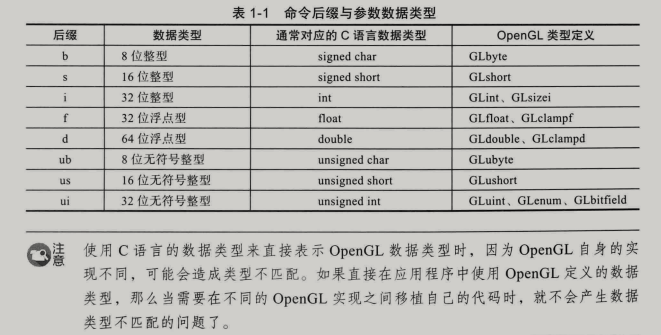 表 1-1 命令后缀与参数数据类型
后缀 数据类型 通常对应的 C 语言数据类型 OpenGL 类型定义
b 8 位整型 signed char GLbyte
s 16 位整型 signed short GLshort
i 32 位整型 int GLint、GLsizei
f 32 位浮点型 float GLfloat、GLclampf
d 64 位浮点型 double GLdouble、GLclampd
ub 8 位无符号整型 unsigned char GLubyte
us 16 位无符号整型 unsigned short GLushort
ui 32 位无符号整型 unsigned int GLuint、GLenum、GLbitfield
注意 使用 C 语言的数据类型来直接表示 OpenGL 数据类型时，因为 OpenGL 自身的实
现不同，可能会造成类型不匹配。如果直接在应用程序中使用 OpenGL 定义的数据
类型，那么当需要在不同的 OpenGL 实现之间移植自己的代码时，就不会产生数据
类型不匹配的问题了。